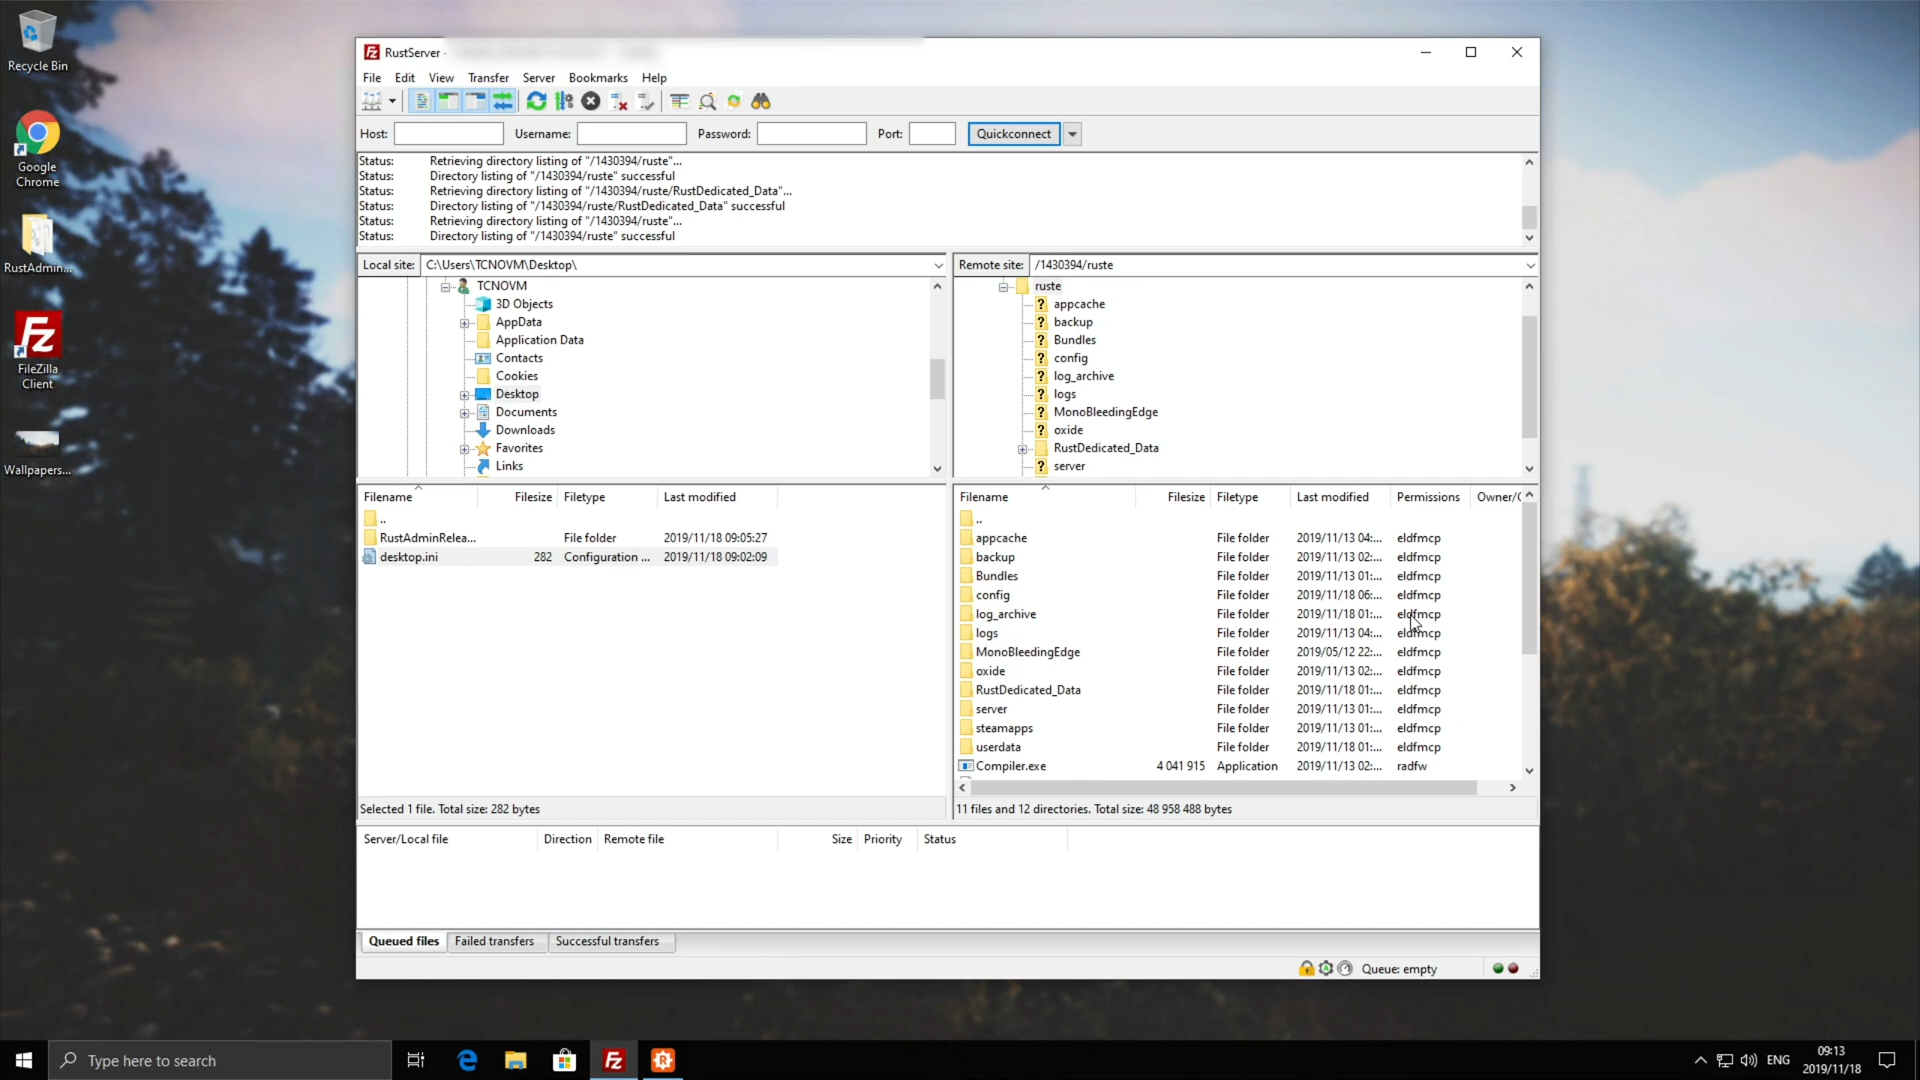 Recycle Bin
Google
Chrome
RustAdmin...
FileZilla
Client
Wallpapers...
RustServer -
File Edit View Transfer Server Bookmarks Help
Host: Username: Password: Port: Quickconnect
Status: Retrieving directory listing of "/1430394/ruste"...
Status: Directory listing of "/1430394/ruste" successful
Status: Retrieving directory listing of "/1430394/ruste/RustDedicated_Data"...
Status: Directory listing of "/1430394/ruste/RustDedicated_Data" successful
Status: Retrieving directory listing of "/1430394/ruste"...
Status: Directory listing of "/1430394/ruste" successful
Local site: C:\Users\TCNOVM\Desktop\
TCNOVM
3D Objects
AppData
Application Data
Contacts
Cookies
Desktop
Documents
Downloads
Favorites
Links
Remote site: /1430394/ruste
ruste
appcache
backup
Bundles
config
log_archive
logs
MonoBleedingEdge
oxide
RustDedicated_Data
server
Filename Filesize Filetype Last modified
..
RustAdminRelea... File folder 2019/11/18 09:05:27
desktop.ini 282 Configuration ... 2019/11/18 09:02:09
Selected 1 file. Total size: 282 bytes
Filename Filesize Filetype Last modified Permissions Owner/G
..
appcache File folder 2019/11/13 04:... eldfmcp
backup File folder 2019/11/13 02:... eldfmcp
Bundles File folder 2019/11/13 01:... eldfmcp
config File folder 2019/11/18 06:... eldfmcp
log_archive File folder 2019/11/18 01:... eldfmcp
logs File folder 2019/11/13 04:... eldfmcp
MonoBleedingEdge File folder 2019/05/12 22:... eldfmcp
oxide File folder 2019/11/13 02:... eldfmcp
RustDedicated_Data File folder 2019/11/18 01:... eldfmcp
server File folder 2019/11/13 01:... eldfmcp
steamapps File folder 2019/11/13 01:... eldfmcp
userdata File folder 2019/11/18 01:... eldfmcp
Compiler.exe 4 041 915 Application 2019/11/13 02:... radfw
11 files and 12 directories. Total size: 48 958 488 bytes
Server/Local file Direction Remote file Size Priority Status
Queued files Failed transfers Successful transfers
Queue: empty
Type here to search
ENG
09:13
2019/11/18